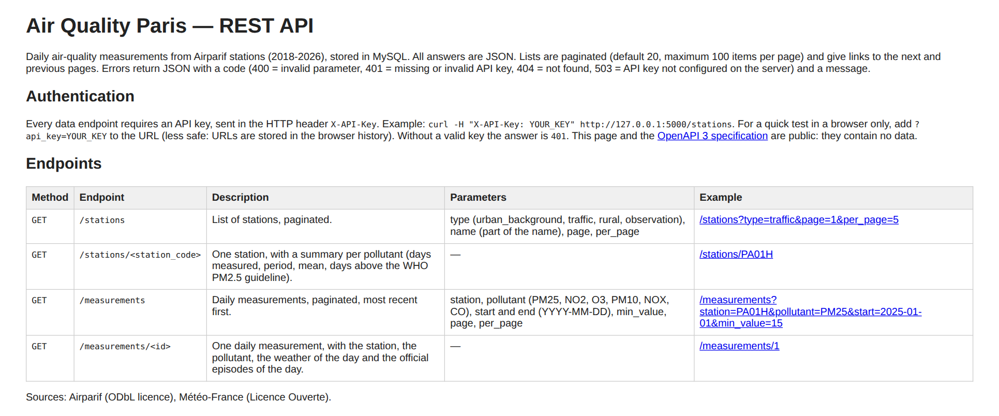 Air Quality Paris — REST API
Daily air-quality measurements from Airparif stations (2018-2026), stored in MySQL. All answers are JSON. Lists are paginated (default 20, maximum 100 items per page) and give links to the next and
previous pages. Errors return JSON with a code (400 = invalid parameter, 401 = missing or invalid API key, 404 = not found, 503 = API key not configured on the server) and a message.
Authentication
Every data endpoint requires an API key, sent in the HTTP header X-API-Key. Example: curl -H "X-API-Key: YOUR_KEY" http://127.0.0.1:5000/stations. For a quick test in a browser only, add ?
api_key=YOUR_KEY to the URL (less safe: URLs are stored in the browser history). Without a valid key the answer is 401. This page and the OpenAPI 3 specification are public: they contain no data.
Endpoints
Method Endpoint Description Parameters Example
GET /stations List of stations, paginated. type (urban_background, traffic, rural, observation), /stations?type=traffic&page=1&per_page=5
name (part of the name), page, per_page
GET /stations/<station_code> One station, with a summary per pollutant (days — /stations/PA01H
measured, period, mean, days above the WHO
PM2.5 guideline).
GET /measurements Daily measurements, paginated, most recent station, pollutant (PM25, NO2, O3, PM10, NOX, /measurements?
first. CO), start and end (YYYY-MM-DD), min_value, station=PA01H&pollutant=PM25&start=2025-01-
page, per_page 01&min_value=15
GET /measurements/<id> One daily measurement, with the station, the — /measurements/1
pollutant, the weather of the day and the official
episodes of the day.
Sources: Airparif (ODbL licence), Météo-France (Licence Ouverte).